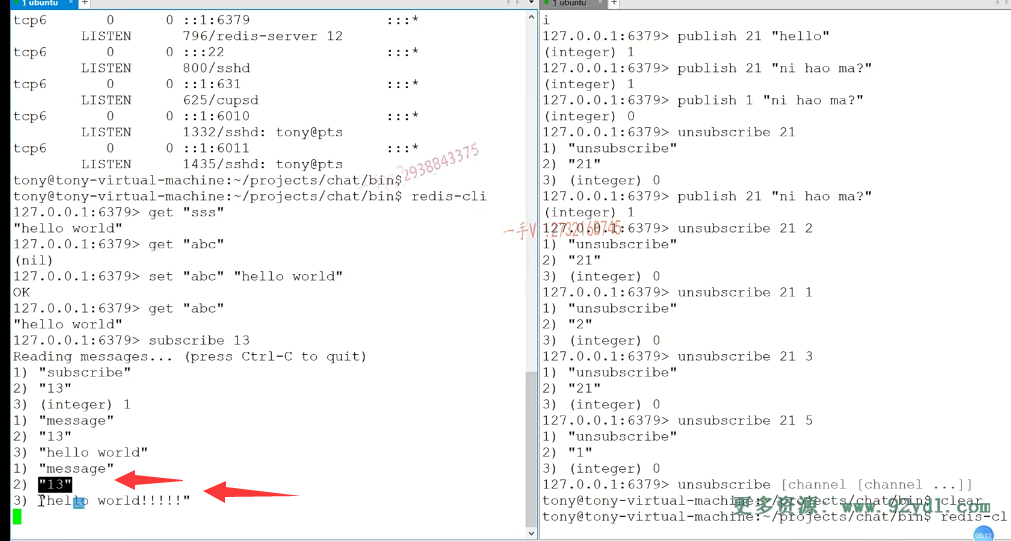 1 ubuntu
+
tcp6 0 0 ::1:6379 :::*
LISTEN 796/redis-server 12
tcp6 0 0 :::22 :::*
LISTEN 800/sshd
tcp6 0 0 ::1:631 :::*
LISTEN 625/cupsd
tcp6 0 0 ::1:6010 :::*
LISTEN 1332/sshd: tony@pts
tcp6 0 0 ::1:6011 :::*
LISTEN 1435/sshd: tony@pts
tony@tony-virtual-machine:~/projects/chat/bin$
tony@tony-virtual-machine:~/projects/chat/bin$ redis-cli
127.0.0.1:6379> get "sss"
"hello world"
127.0.0.1:6379> get "abc"
(nil)
127.0.0.1:6379> set "abc" "hello world"
OK
127.0.0.1:6379> get "abc"
"hello world"
127.0.0.1:6379> subscribe 13
Reading messages... (press Ctrl-C to quit)
1) "subscribe"
2) "13"
3) (integer) 1
1) "message"
2) "13"
3) "hello world"
1) "message"
2) "13"
3) "hello world!!!!!"
2938843375
1 ubuntu
+
i
127.0.0.1:6379> publish 21 "hello"
(integer) 1
127.0.0.1:6379> publish 21 "ni hao ma?"
(integer) 1
127.0.0.1:6379> publish 1 "ni hao ma?"
(integer) 0
127.0.0.1:6379> unsubscribe 21
1) "unsubscribe"
2) "21"
3) (integer) 0
127.0.0.1:6379> publish 21 "ni hao ma?"
(integer) 1
127.0.0.1:6379> unsubscribe 21 2
1) "unsubscribe"
2) "21"
3) (integer) 0
127.0.0.1:6379> unsubscribe 21 1
1) "unsubscribe"
2) "2"
3) (integer) 0
127.0.0.1:6379> unsubscribe 21 3
1) "unsubscribe"
2) "21"
3) (integer) 0
127.0.0.1:6379> unsubscribe 21 5
1) "unsubscribe"
2) "1"
3) (integer) 0
127.0.0.1:6379> unsubscribe [channel [channel ...]]
tony@tony-virtual-machine:~/projects/chat/bin$ clear
tony@tony-virtual-machine:~/projects/chat/bin$ redis-cl
一手V :2732160745
更多资源: www.92ydl.com
06:17